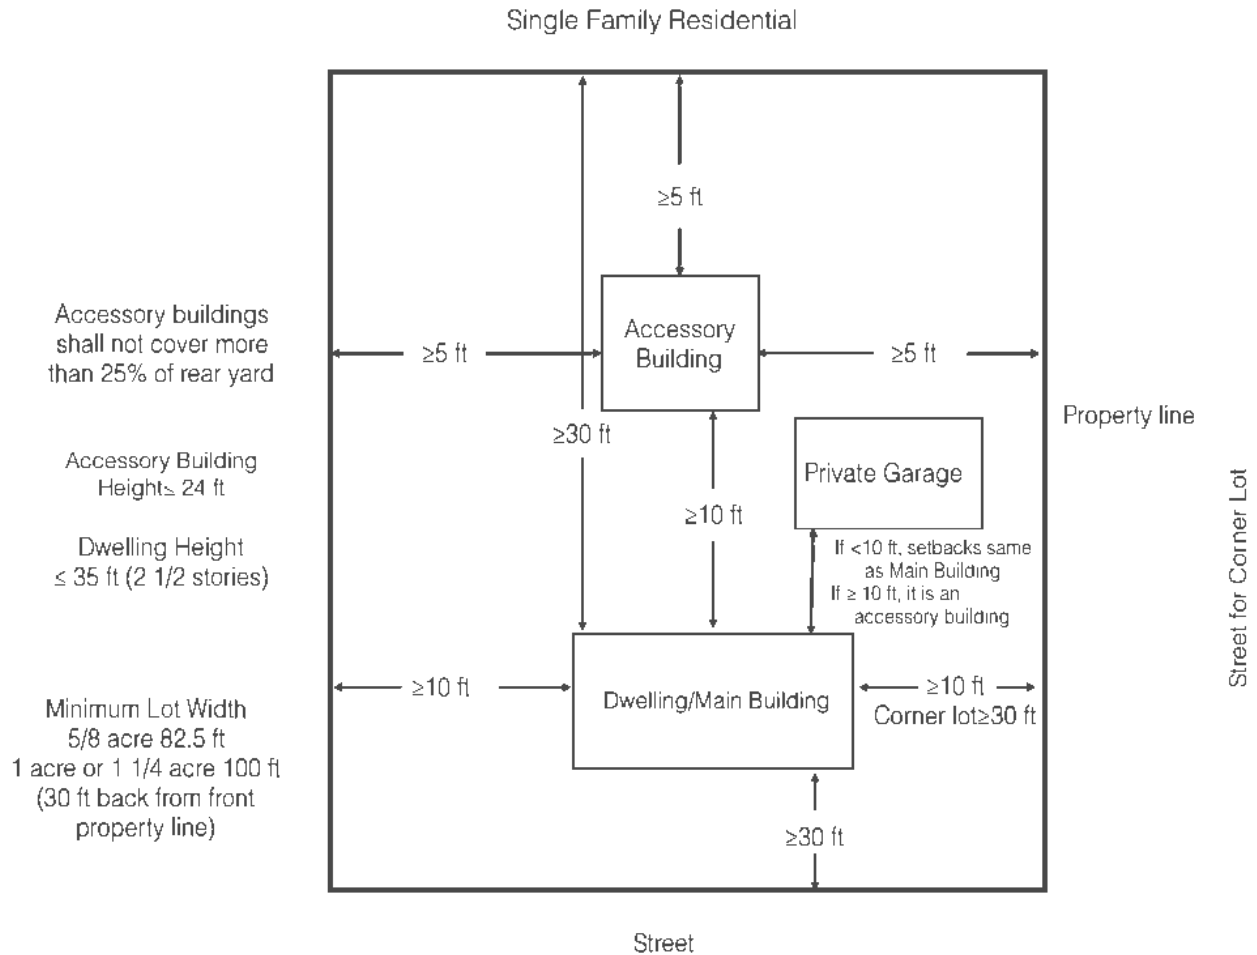 Single Family Residential
≥5 ft
Accessory buildings
shall not cover more
than 25% of rear yard
≥5 ft
Accessory
Building
≥5 ft
Property line
≥30 ft
Accessory Building
Height≤ 24 ft
Private Garage
≥10 ft
Dwelling Height
≤ 35 ft (2 1/2 stories)
If <10 ft, setbacks same
as Main Building
If ≥ 10 ft, it is an
accessory building
Street for Corner Lot
≥10 ft
Dwelling/Main Building
≥10 ft
Corner lot≥30 ft
Minimum Lot Width
5/8 acre 82.5 ft
1 acre or 1 1/4 acre 100 ft
(30 ft back from front
property line)
≥30 ft
Street